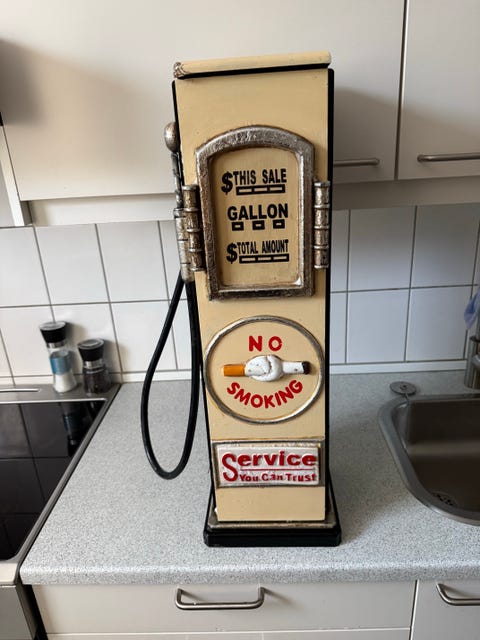 $THIS SALE
GALLON
$TOTAL AMOUNT
NO
SMOKING
Service
You Can Trust